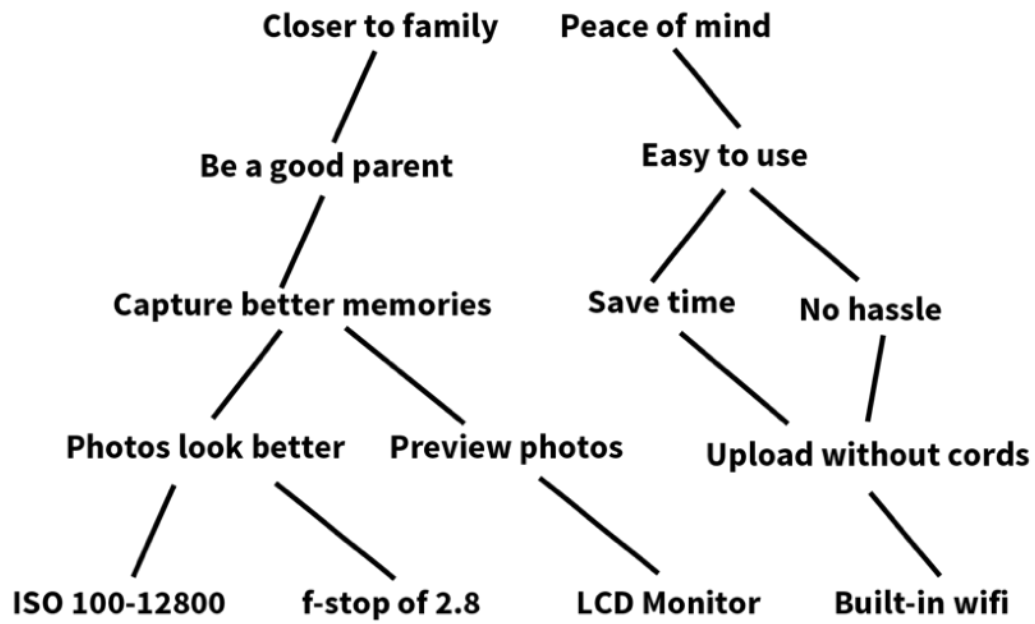 Closer to family
Peace of mind
Be a good parent
Easy to use
Capture better memories
Save time
No hassle
Photos look better
Preview photos
Upload without cords
ISO 100-12800
f-stop of 2.8
LCD Monitor
Built-in wifi